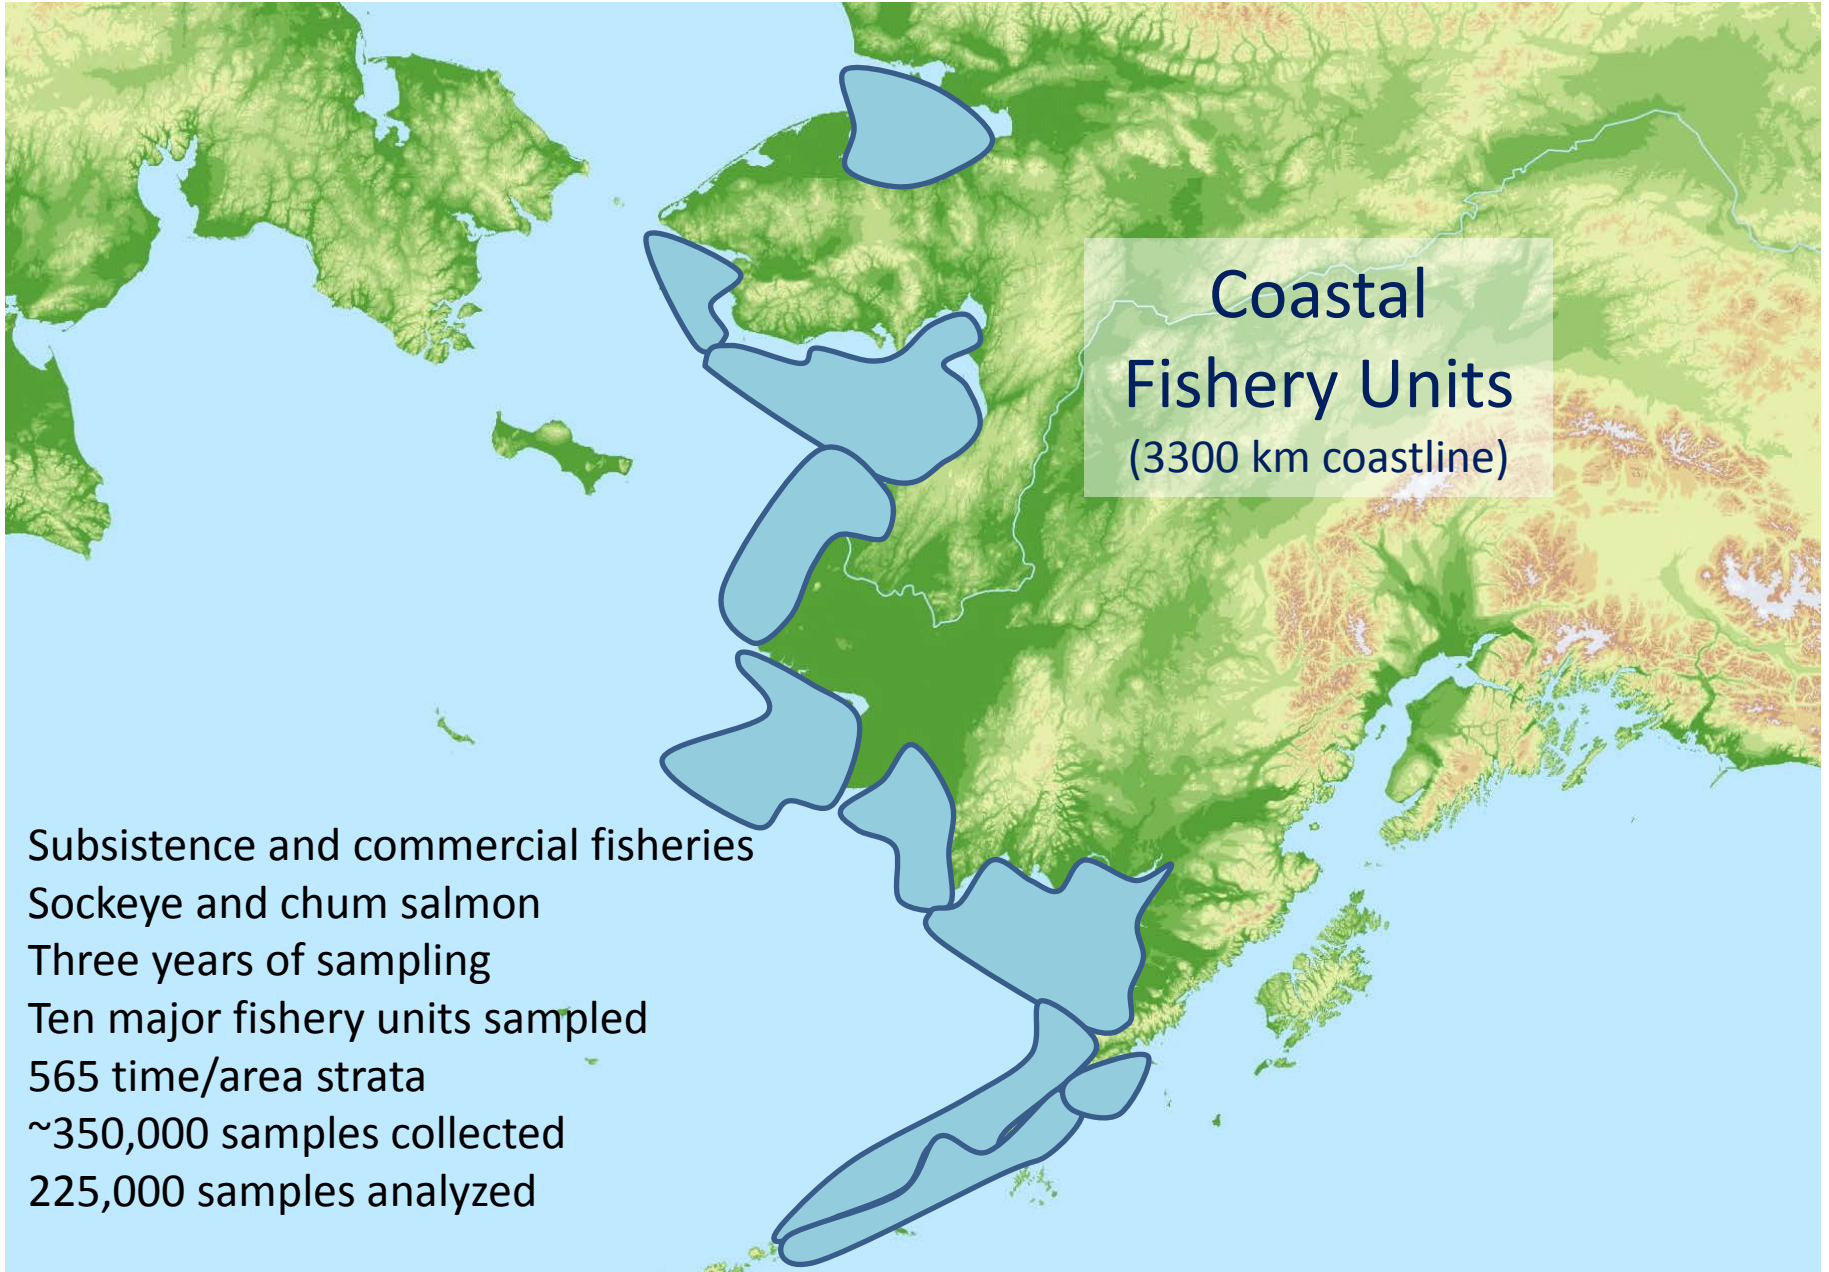 Coastal
Fishery Units
(3300 km coastline)
Subsistence and commercial fisheries
Sockeye and chum salmon
Three years of sampling
Ten major fishery units sampled
565 time/area strata
~350,000 samples collected
225,000 samples analyzed